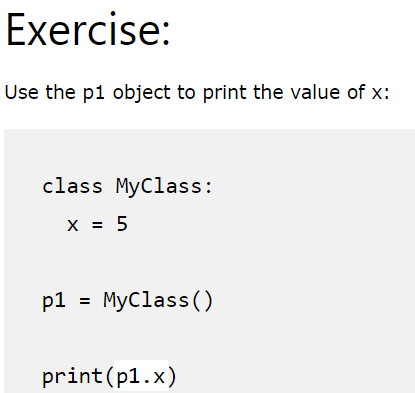 Exercise:
Use the p1 object to print the value of x:
class MyClass:
  x = 5
p1 = MyClass()
print(p1.x)